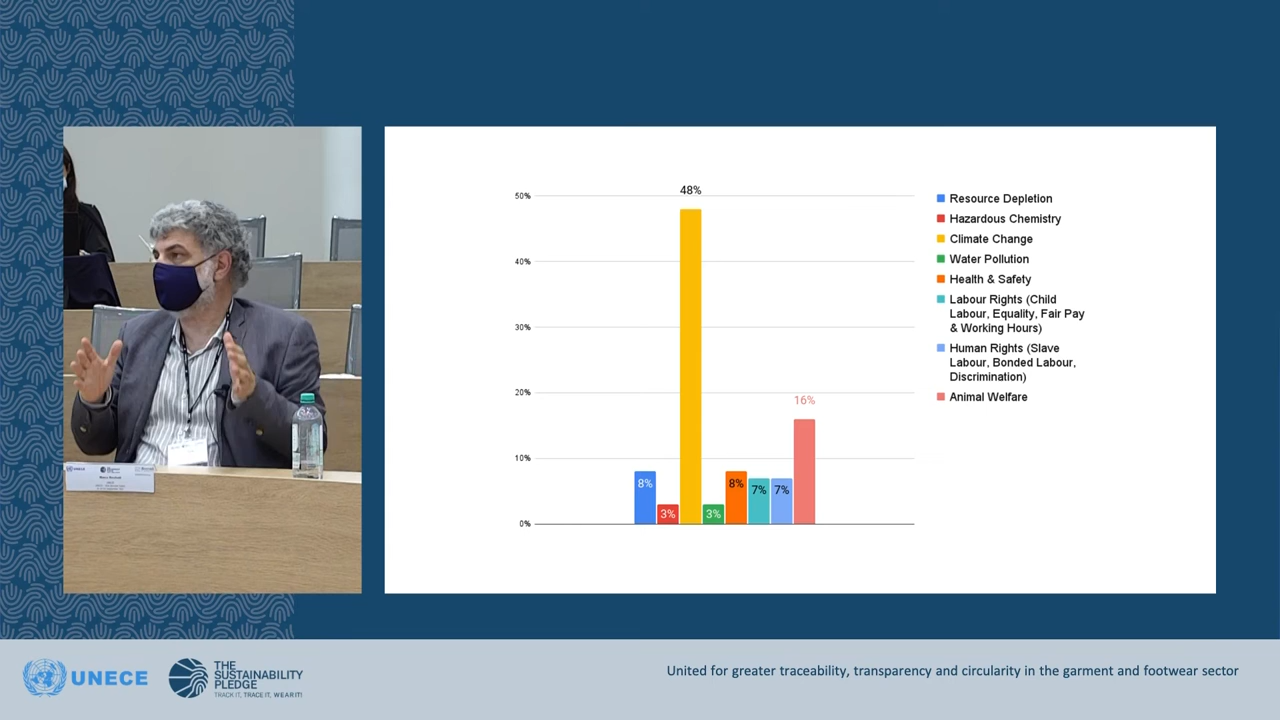 48%
50%
40%
30%
20%
10%
0%
8%
3%
3%
8%
7%
7%
16%
Resource Depletion
Hazardous Chemistry
Climate Change
Water Pollution
Health & Safety
Labour Rights (Child
Labour, Equality, Fair Pay
& Working Hours)
Human Rights (Slave
Labour, Bonded Labour,
Discrimination)
Animal Welfare
UNECE
THE
SUSTAINABILITY
PLEDGE
TRACK IT, TRACE IT, WEAR IT!
United for greater traceability, transparency and circularity in the garment and footwear sector